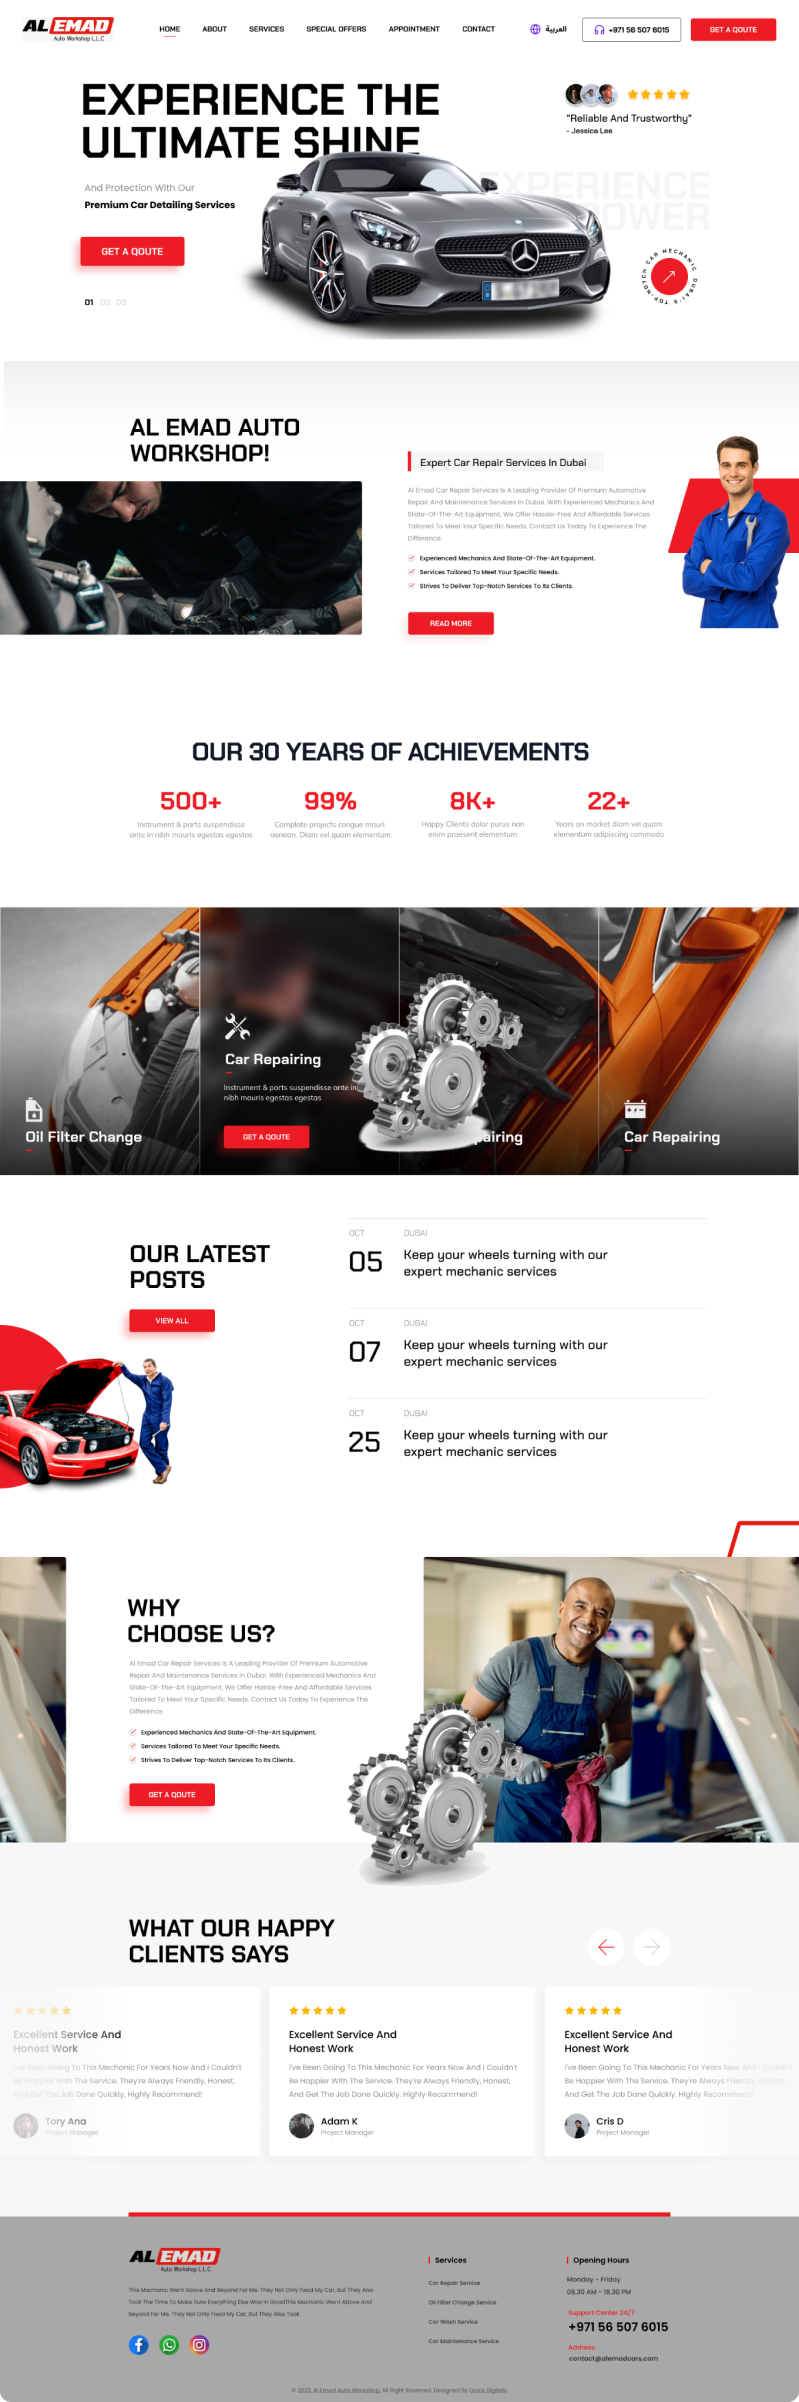 AL EMAD
Auto Workshop L.L.C
HOME
ABOUT
SERVICES
SPECIAL OFFERS
APPOINTMENT
CONTACT
العربية
+971 56 507 6015
GET A QOUTE
EXPERIENCE THE
ULTIMATE SHINE
"Reliable And Trustworthy"
- Jessica Lee
And Protection With Our
Premium Car Detailing Services
EXPERIENCE
POWER
GET A QOUTE
DUBAI'S TOP-NOTCH CAR MECHANIC
01 02 03
AL EMAD AUTO
WORKSHOP!
Expert Car Repair Services In Dubai
Al Emad Car Repair Services Is A Leading Provider Of Premium Automotive
Repair And Maintenance Services In Dubai. With Experienced Mechanics And
State-Of-The-Art Equipment, We Offer Hassle-Free And Affordable Services
Tailored To Meet Your Specific Needs. Contact Us Today To Experience The
Difference.
Experienced Mechanics And State-Of-The-Art Equipment.
Services Tailored To Meet Your Specific Needs.
Strives To Deliver Top-Notch Services To Its Clients.
READ MORE
OUR 30 YEARS OF ACHIEVEMENTS
500+
Instrument & parts suspendisse
ante in nibh mauris egestas egestas
99%
Complate projects congue mauri
aenean. Diam vel quam elementum
8K+
Happy Clients dolor purus non
enim praesent elementum
22+
Years on market diam vel quam
elementum adipiscing commodo
Oil Filter Change
Car Repairing
Instrument & parts suspendisse ante in
nibh mauris egestas egestas
GET A QOUTE
pairing
Car Repairing
OUR LATEST
POSTS
VIEW ALL
OCT
DUBAI
05
Keep your wheels turning with our
expert mechanic services
OCT
DUBAI
07
Keep your wheels turning with our
expert mechanic services
OCT
DUBAI
25
Keep your wheels turning with our
expert mechanic services
WHY
CHOOSE US?
Al Emad Car Repair Services Is A Leading Provider Of Premium Automotive
Repair And Maintenance Services In Dubai. With Experienced Mechanics And
State-Of-The-Art Equipment, We Offer Hassle-Free And Affordable Services
Tailored To Meet Your Specific Needs. Contact Us Today To Experience The
Difference.
Experienced Mechanics And State-Of-The-Art Equipment.
Services Tailored To Meet Your Specific Needs.
Strives To Deliver Top-Notch Services To Its Clients.
GET A QOUTE
WHAT OUR HAPPY
CLIENTS SAYS
Excellent Service And
Honest Work
I've Been Going To This Mechanic For Years Now And I Couldn't
Be Happier With The Service. They're Always Friendly, Honest,
And Get The Job Done Quickly. Highly Recommend!
Tory Ana
Project Manager
Excellent Service And
Honest Work
I've Been Going To This Mechanic For Years Now And I Couldn't
Be Happier With The Service. They're Always Friendly, Honest,
And Get The Job Done Quickly. Highly Recommend!
Adam K
Project Manager
Excellent Service And
Honest Work
I've Been Going To This Mechanic For Years Now And I Couldn't
Be Happier With The Service. They're Always Friendly, Honest,
And Get The Job Done Quickly. Highly Recommend!
Cris D
Project Manager
AL EMAD
Auto Workshop L.L.C
This Mechanic Went Above And Beyond For Me. They Not Only Fixed My Car, But They Also
Took The Time To Make Sure Everything Else Was In GoodThis Mechanic Went Above And
Beyond For Me. They Not Only Fixed My Car, But They Also Took
Services
Car Repair Service
Oil Filter Change Service
Car Wash Service
Car Maintenance Service
Opening Hours
Monday - Friday
08.30 AM - 18.30 PM
Support Center 24/7
+971 56 507 6015
Address
contact@alemadcars.com
© 2023, Al Emad Auto Workshop, All Right Reserved. Designed By Quick Digitals